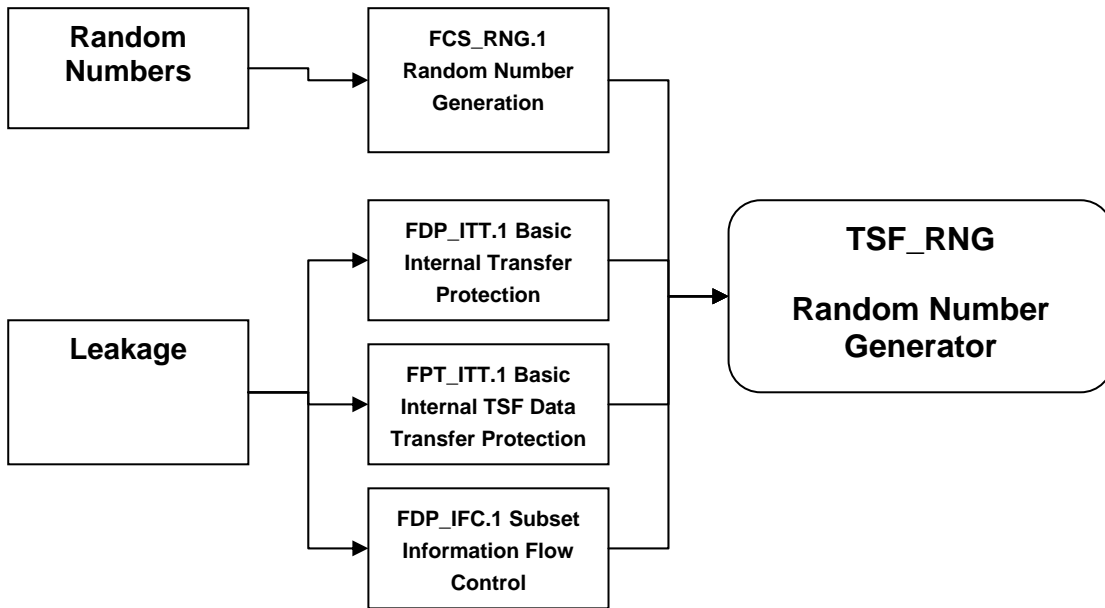 Random
Numbers
FCS_RNG.1
Random Number
Generation
FDP_ITT.1 Basic
Internal Transfer
Protection
Leakage
FPT_ITT.1 Basic
Internal TSF Data
Transfer Protection
FDP_IFC.1 Subset
Information Flow
Control
TSF_RNG
Random Number
Generator